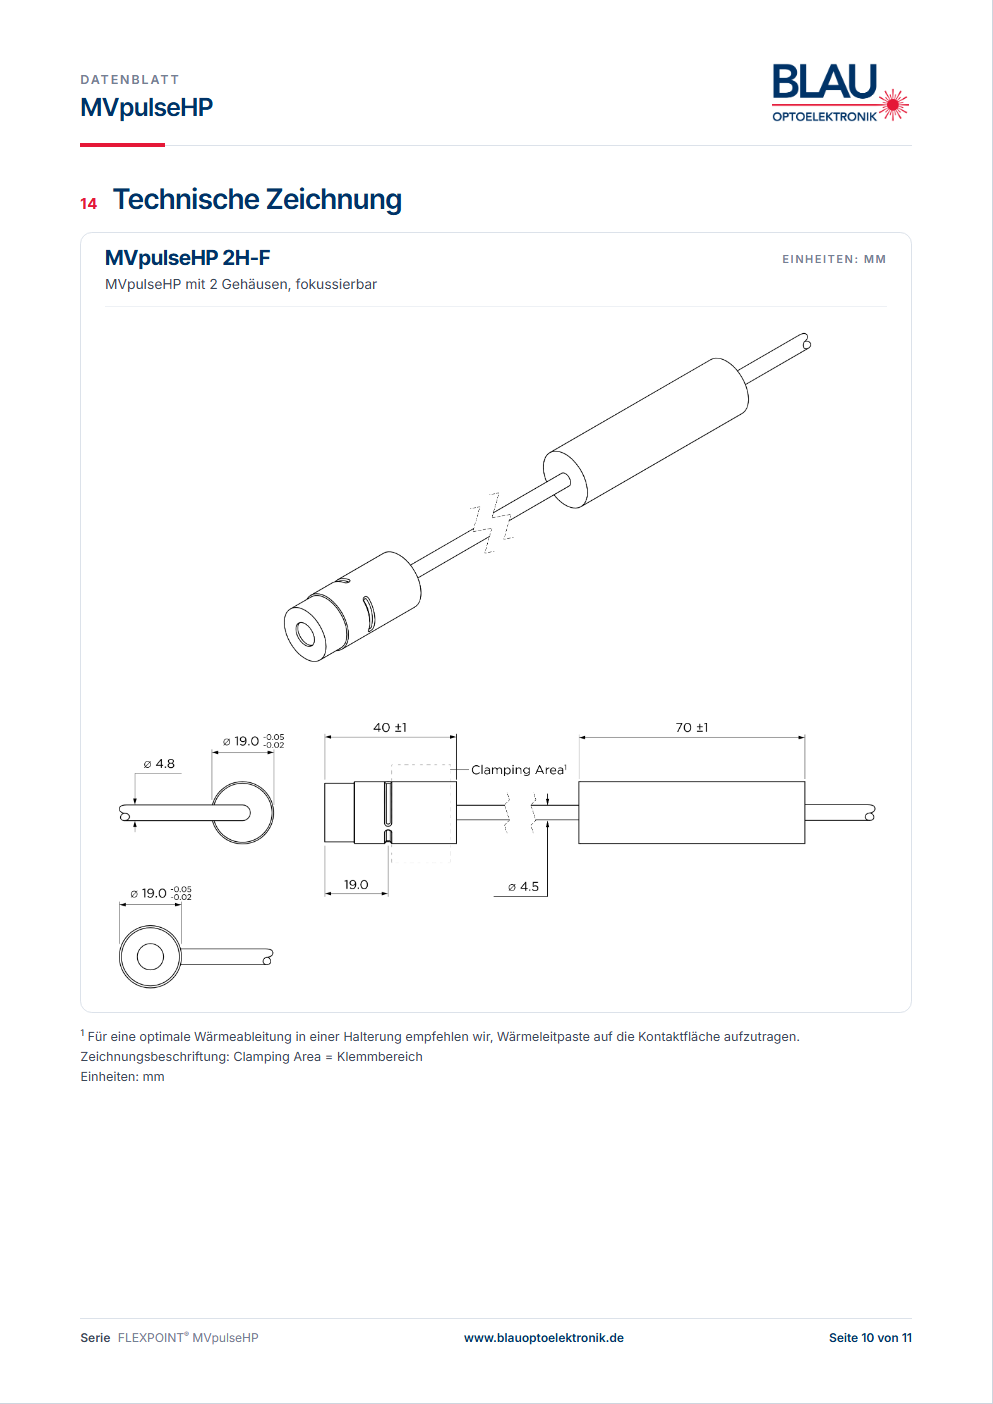 DATENBLATT
MVpulseHP
BLAU
OPTOELEKTRONIK
14 Technische Zeichnung
MVpulseHP 2H-F
EINHEITEN: MM
MVpulseHP mit 2 Gehäusen, fokussierbar
40 ±1
70 ±1
⌀ 19.0 -0.05 -0.02
⌀ 4.8
Clamping Area¹
19.0
⌀ 4.5
⌀ 19.0 -0.05 -0.02
¹ Für eine optimale Wärmeableitung in einer Halterung empfehlen wir, Wärmeleitpaste auf die Kontaktfläche aufzutragen.
Zeichnungsbeschriftung: Clamping Area = Klemmbereich
Einheiten: mm
Serie FLEXPOINT® MVpulseHP
www.blauoptoelektronik.de
Seite 10 von 11